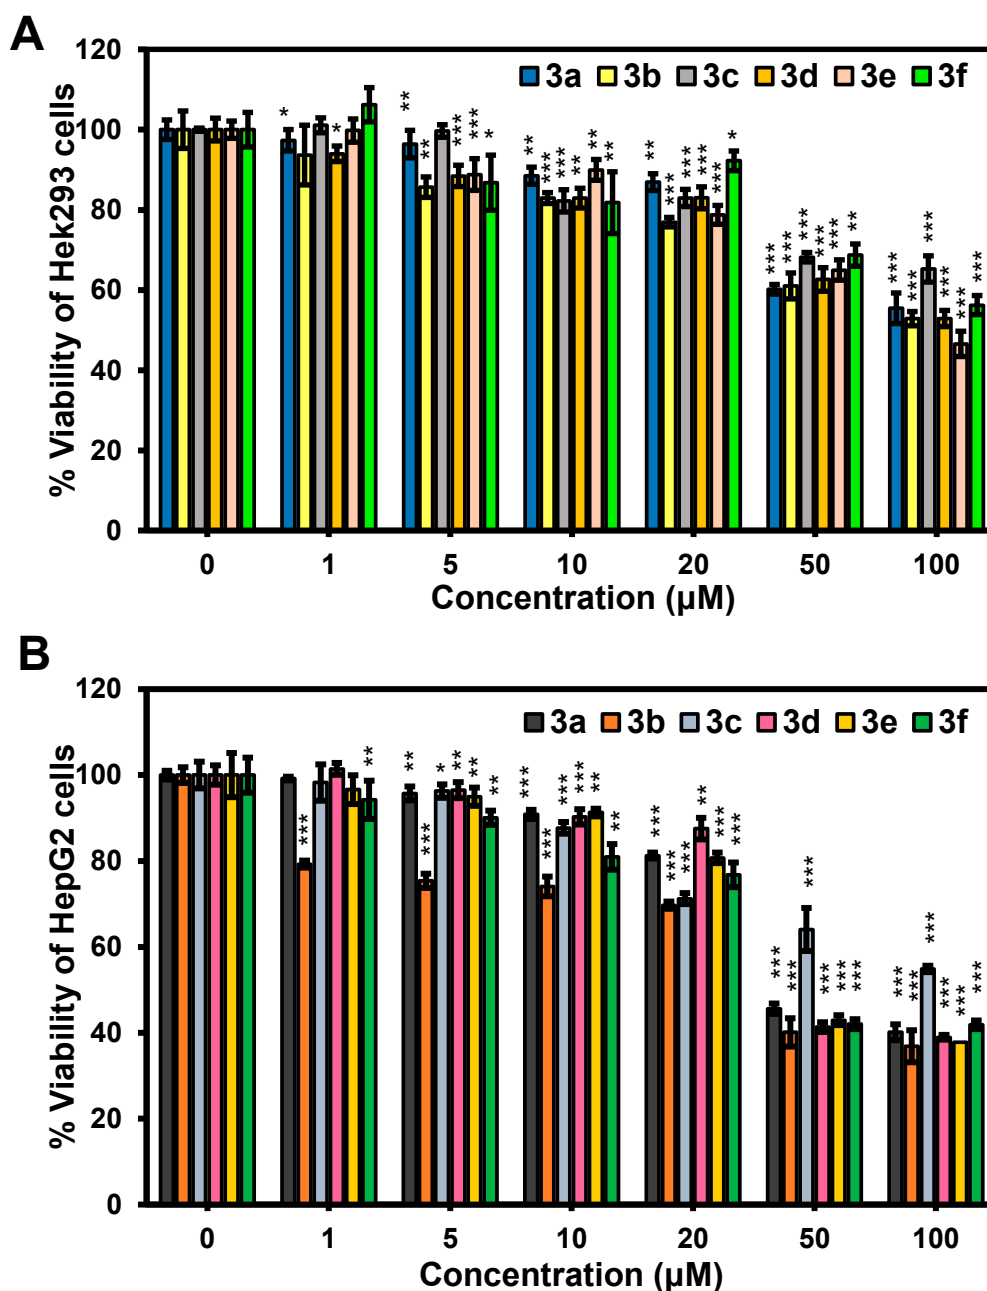 A
120
100
80
60
40
20
0
% Viability of Hek293 cells
3a 3b 3c 3d 3e 3f
* *
** ** *** *** *
** *** *** ** ** **
** *** *** *** *** *
*** *** *** *** *** **
*** *** *** *** *** ***
0 1 5 10 20 50 100
Concentration (µM)
B
120
100
80
60
40
20
0
% Viability of HepG2 cells
3a 3b 3c 3d 3e 3f
*** **
** *** * ** ** **
*** *** *** *** ** **
*** *** *** ** *** ***
*** *** *** *** *** ***
*** *** *** *** *** ***
0 1 5 10 20 50 100
Concentration (µM)